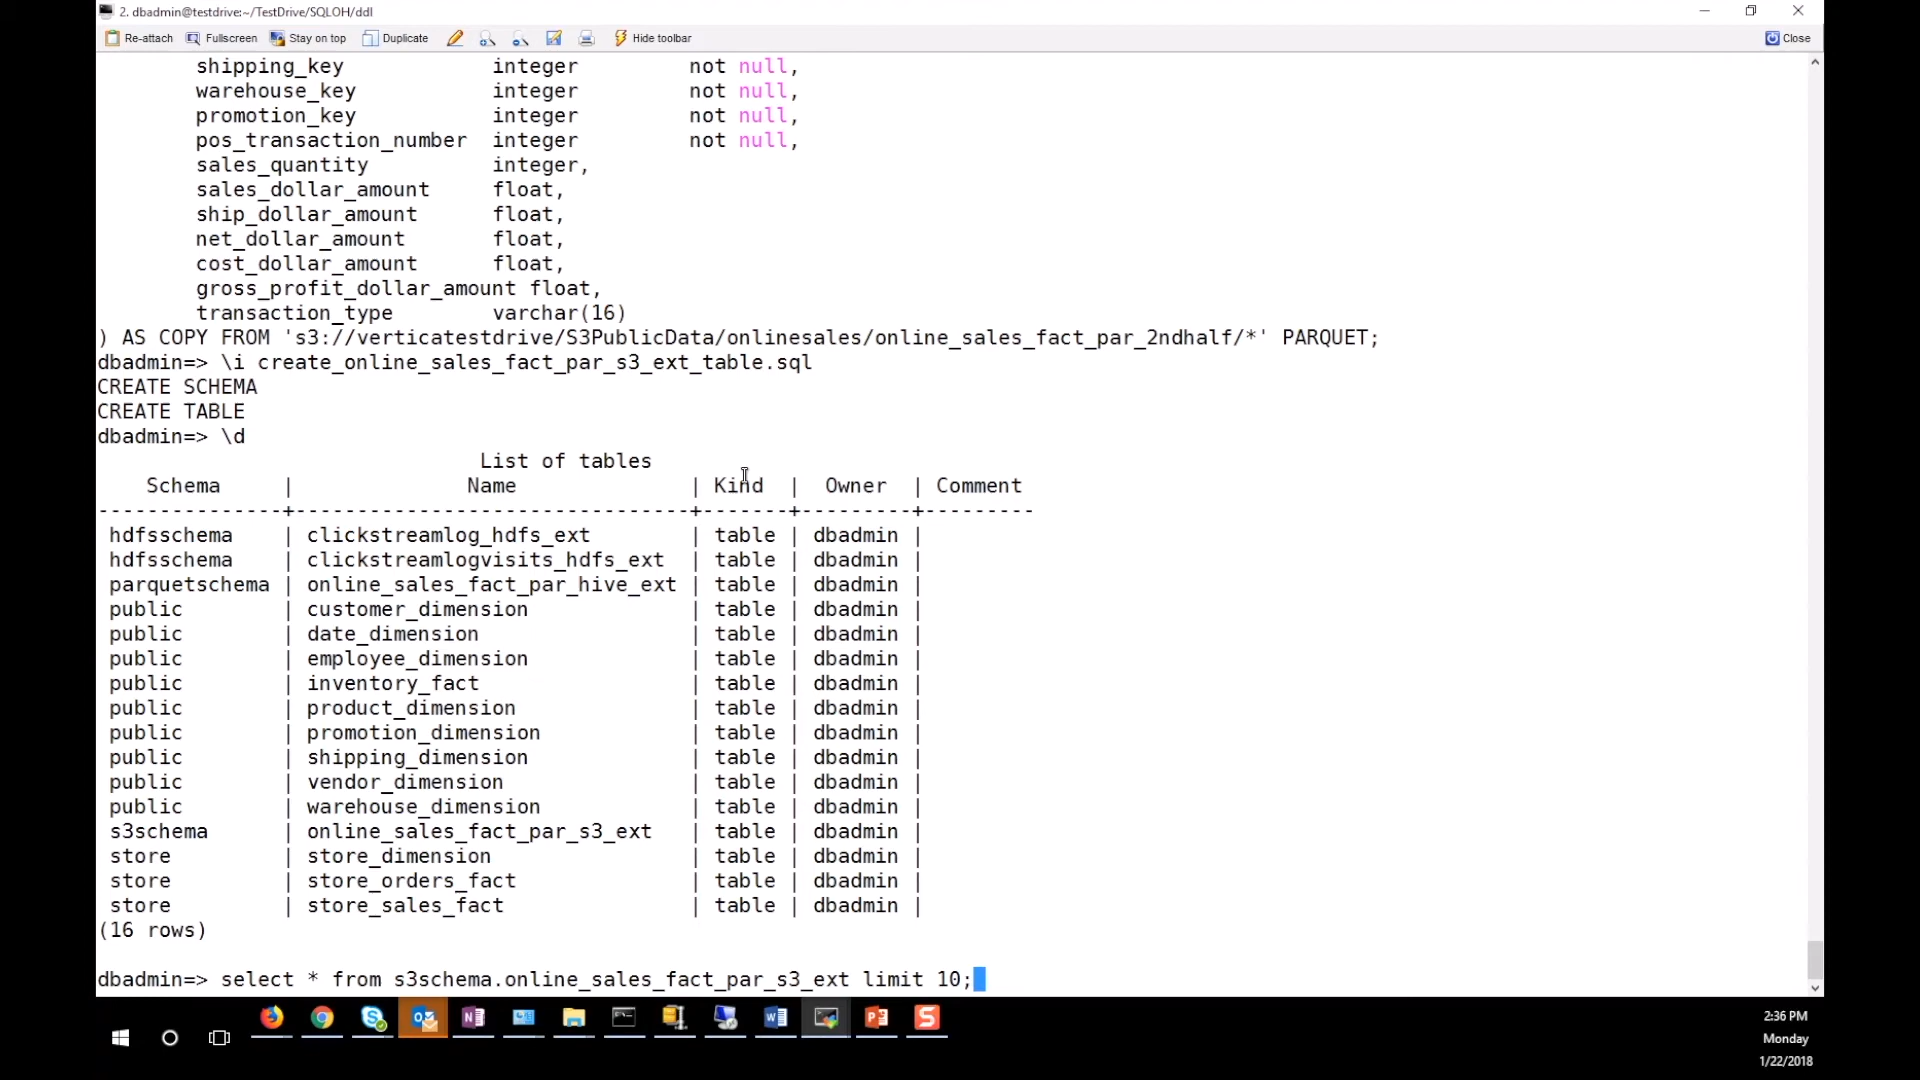 2. dbadmin@testdrive:~/TestDrive/SQLOH/ddl
Re-attach Fullscreen Stay on top Duplicate Hide toolbar Close
shipping_key integer not null,
warehouse_key integer not null,
promotion_key integer not null,
pos_transaction_number integer not null,
sales_quantity integer,
sales_dollar_amount float,
ship_dollar_amount float,
net_dollar_amount float,
cost_dollar_amount float,
gross_profit_dollar_amount float,
transaction_type varchar(16)
) AS COPY FROM 's3://verticatestdrive/S3PublicData/onlinesales/online_sales_fact_par_2ndhalf/*' PARQUET;
dbadmin=> \i create_online_sales_fact_par_s3_ext_table.sql
CREATE SCHEMA
CREATE TABLE
dbadmin=> \d
List of tables
Schema | Name | Kind | Owner | Comment
---------------+--------------------------------+-------+---------+---------
hdfsschema | clickstreamlog_hdfs_ext | table | dbadmin |
hdfsschema | clickstreamlogvisits_hdfs_ext | table | dbadmin |
parquetschema | online_sales_fact_par_hive_ext | table | dbadmin |
public | customer_dimension | table | dbadmin |
public | date_dimension | table | dbadmin |
public | employee_dimension | table | dbadmin |
public | inventory_fact | table | dbadmin |
public | product_dimension | table | dbadmin |
public | promotion_dimension | table | dbadmin |
public | shipping_dimension | table | dbadmin |
public | vendor_dimension | table | dbadmin |
public | warehouse_dimension | table | dbadmin |
s3schema | online_sales_fact_par_s3_ext | table | dbadmin |
store | store_dimension | table | dbadmin |
store | store_orders_fact | table | dbadmin |
store | store_sales_fact | table | dbadmin |
(16 rows)
dbadmin=> select * from s3schema.online_sales_fact_par_s3_ext limit 10;
2:36 PM
Monday
1/22/2018